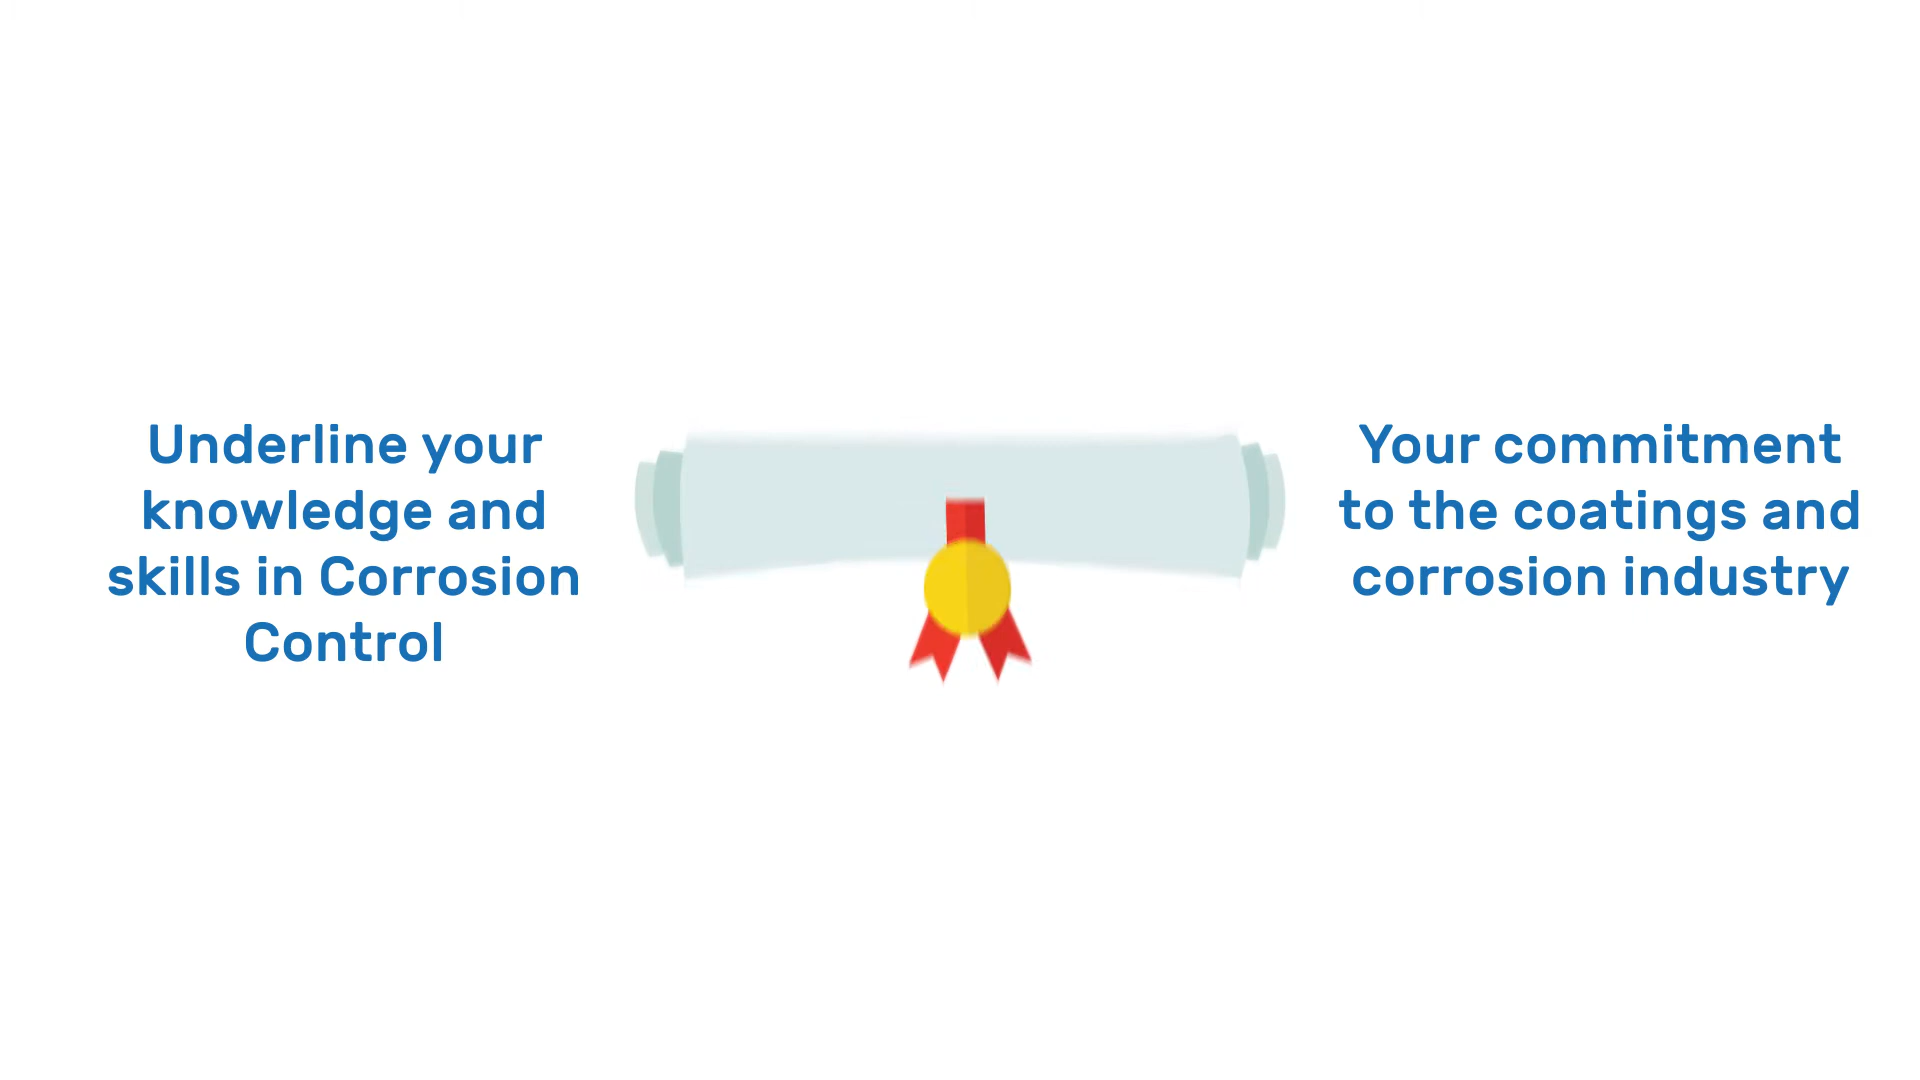 Underline your
knowledge and
skills in Corrosion
Control
Your commitment
to the coatings and
corrosion industry